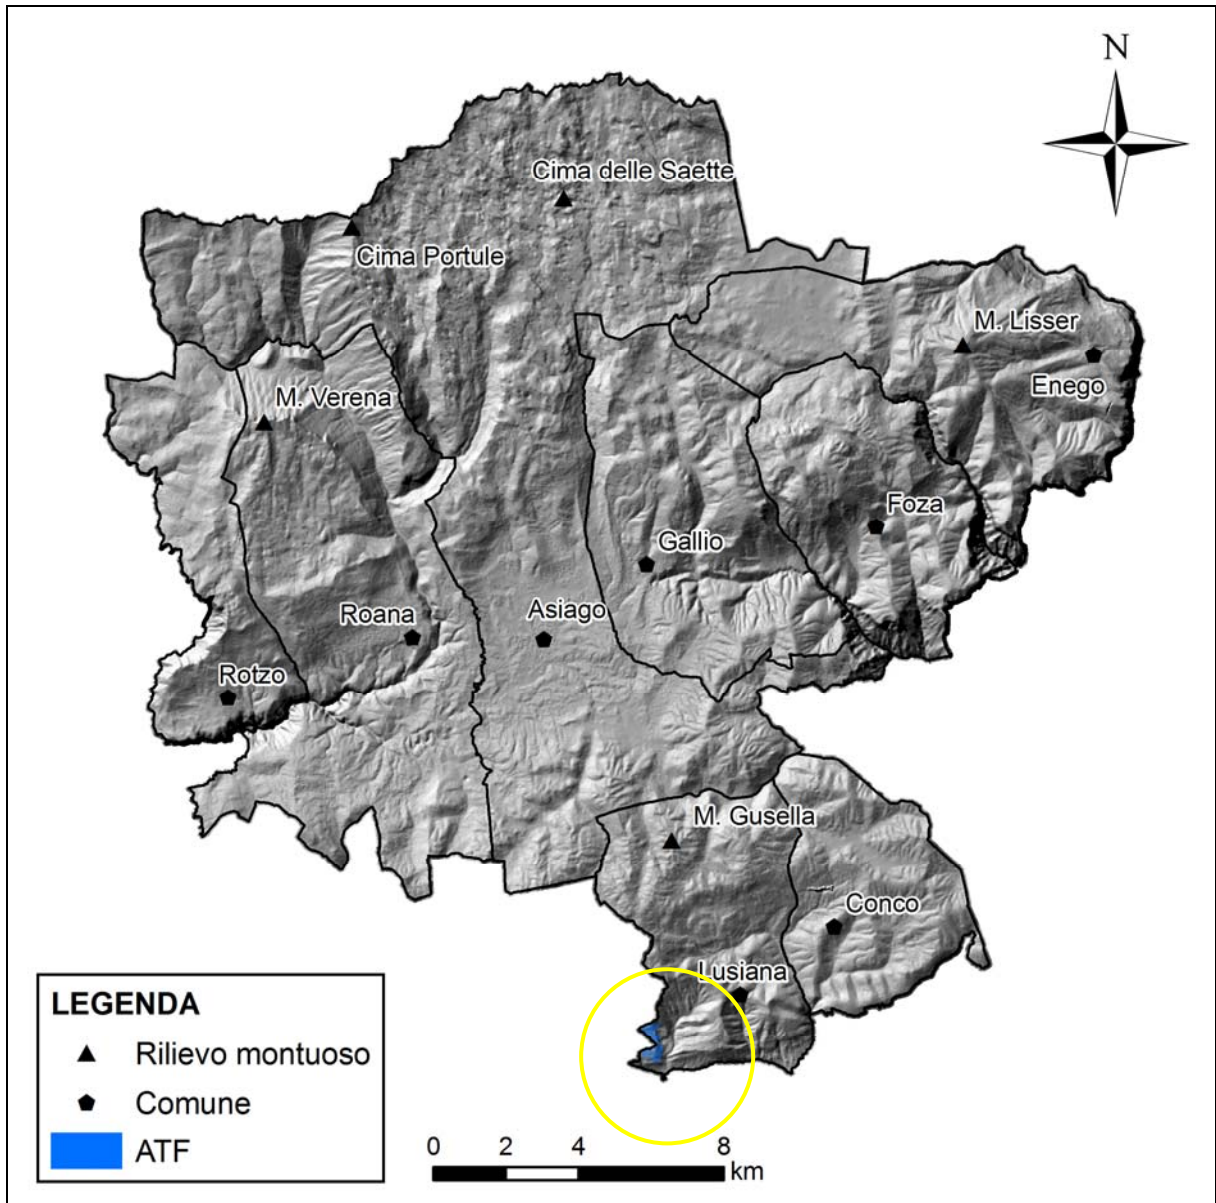 N
Cima delle Saette
Cima Portule
M. Lisser
Enego
M. Verena
Foza
Gallio
Roana
Asiago
Rotzo
M. Gusella
Conco
Lusiana
LEGENDA
Rilievo montuoso
Comune
ATF
0 2 4 8
km